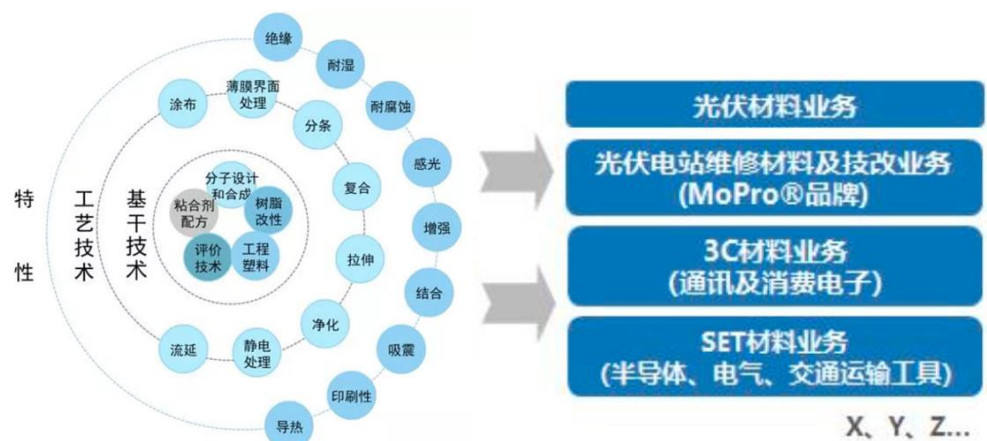 特性
工艺技术
基干技术
分子设计
和合成
粘合剂
配方
树脂
改性
评价
技术
工程
塑料
涂布
薄膜界面
处理
分条
复合
拉伸
净化
静电
处理
流延
绝缘
耐湿
耐腐蚀
感光
增强
结合
吸震
印刷性
导热
光伏材料业务
光伏电站维修材料及技改业务
(MoPro®品牌)
3C材料业务
(通讯及消费电子)
SET材料业务
(半导体、电气、交通运输工具)
X、Y、Z...